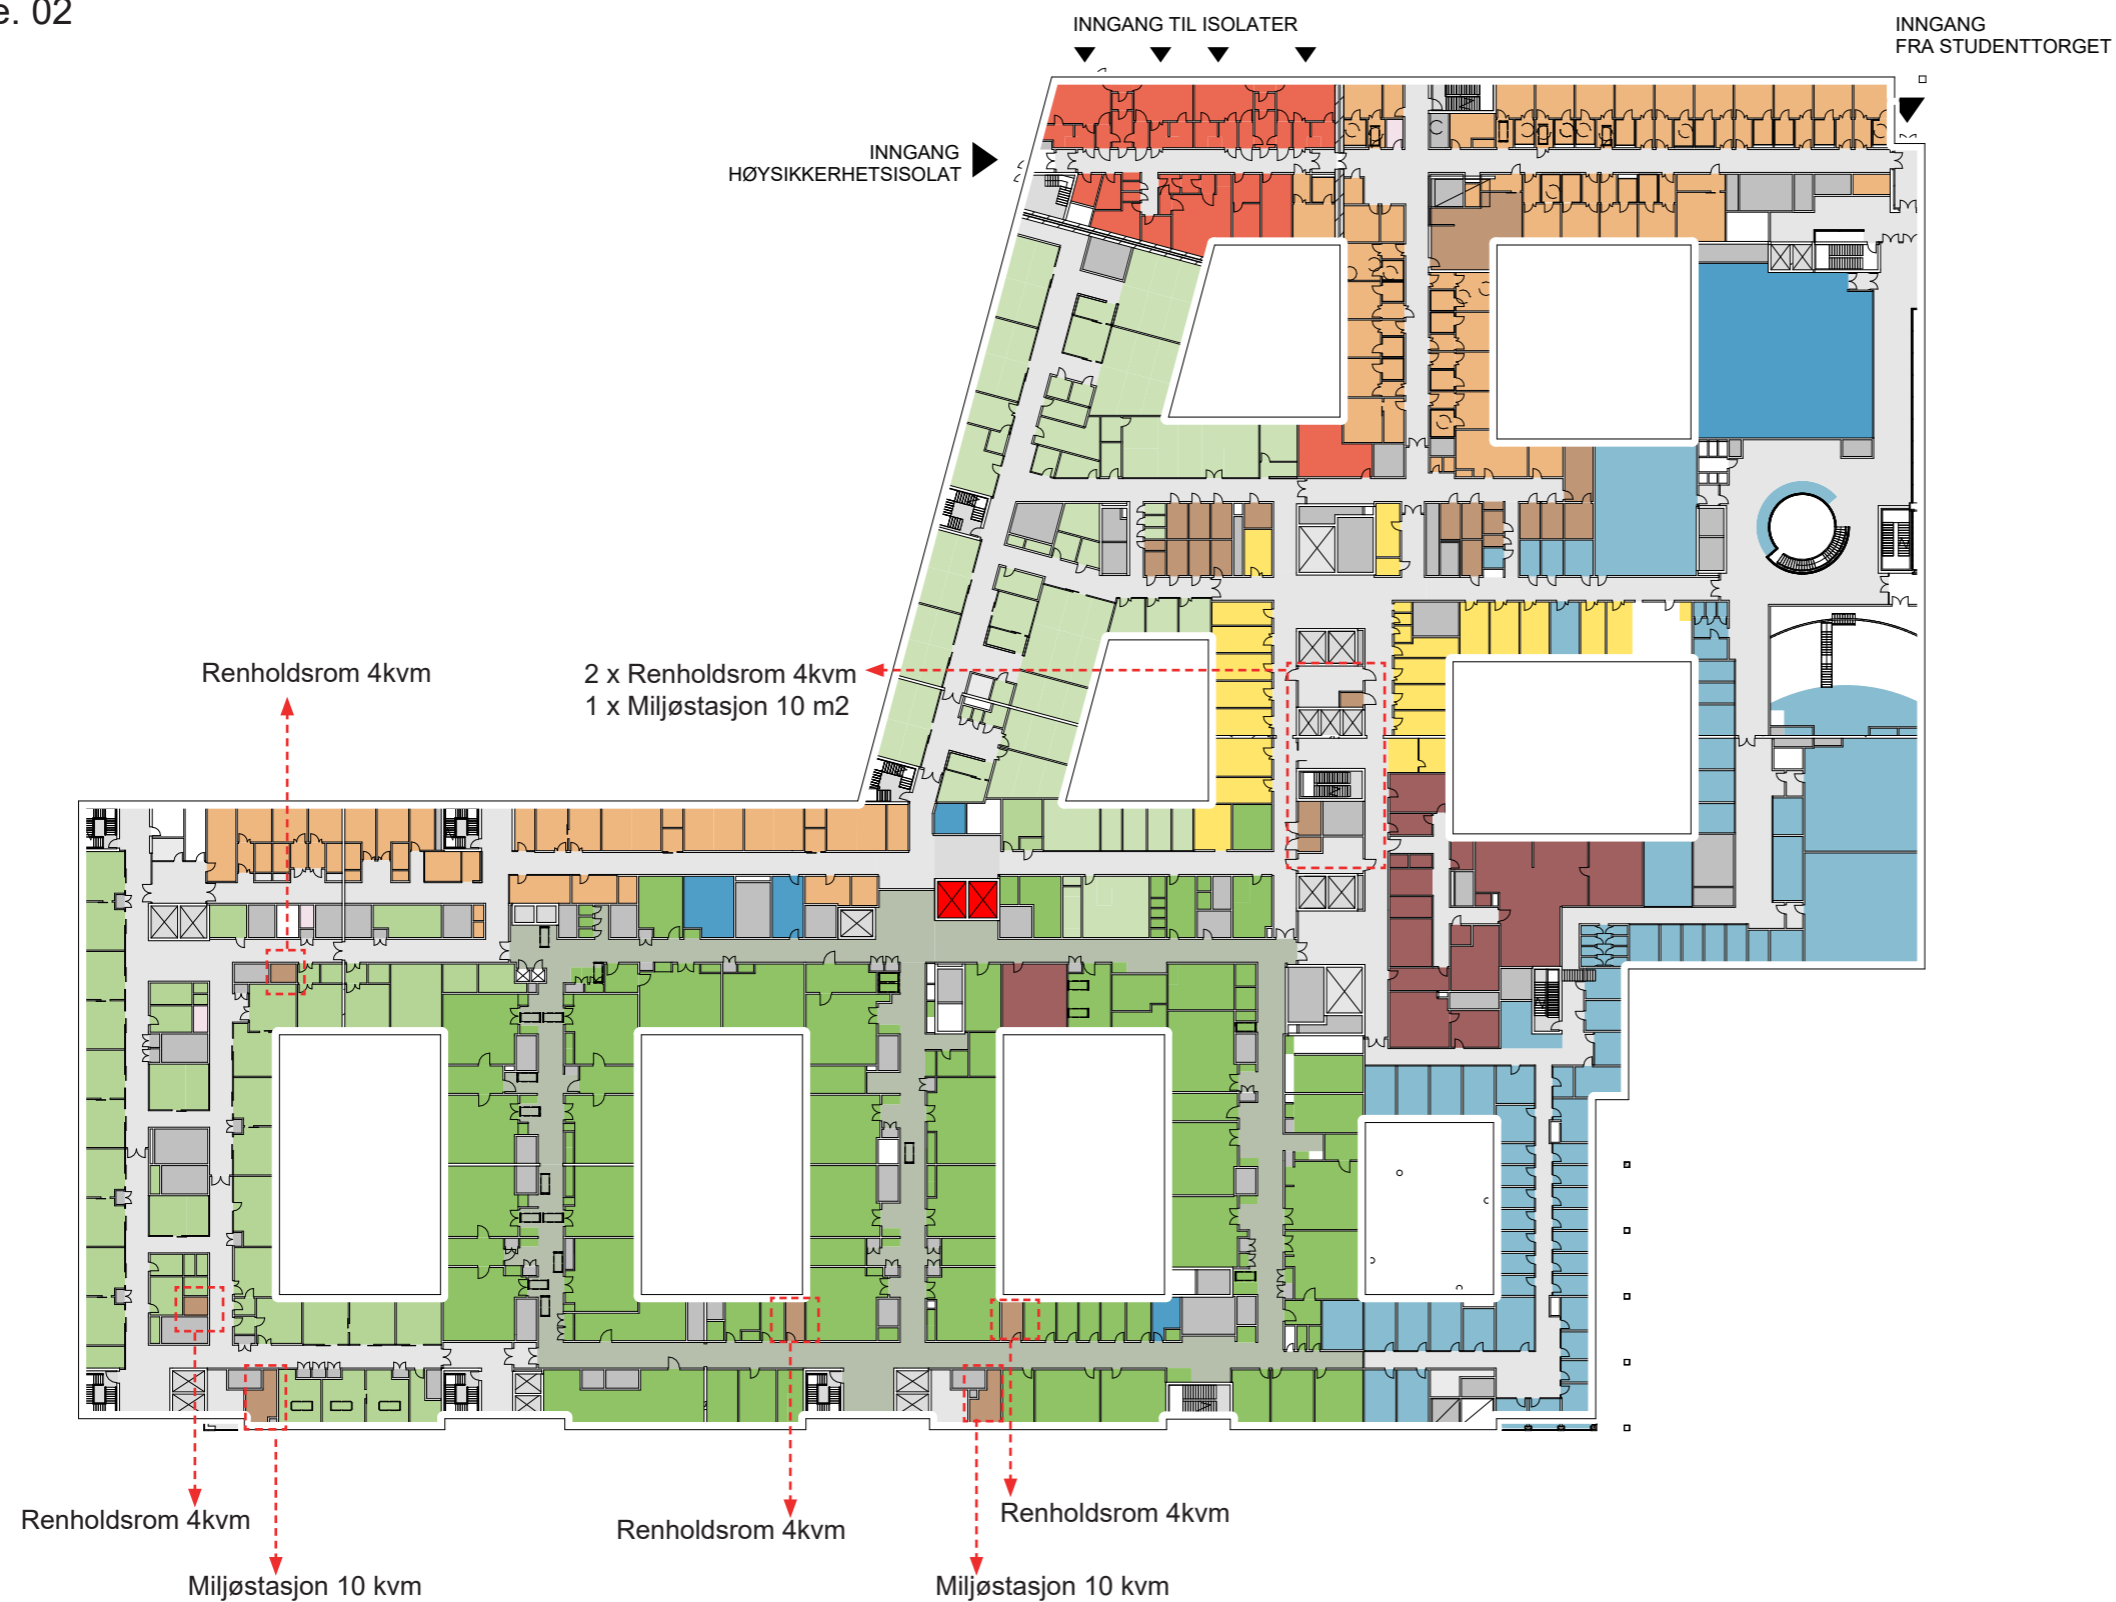 e. 02
INNGANG TIL ISOLATER
INNGANG
FRA STUDENTTORGET
INNGANG
HØYSIKKERHETSISOLAT
Renholdsrom 4kvm
2 x Renholdsrom 4kvm
1 x Miljøstasjon 10 m2
Renholdsrom 4kvm
Renholdsrom 4kvm
Renholdsrom 4kvm
Miljøstasjon 10 kvm
Miljøstasjon 10 kvm